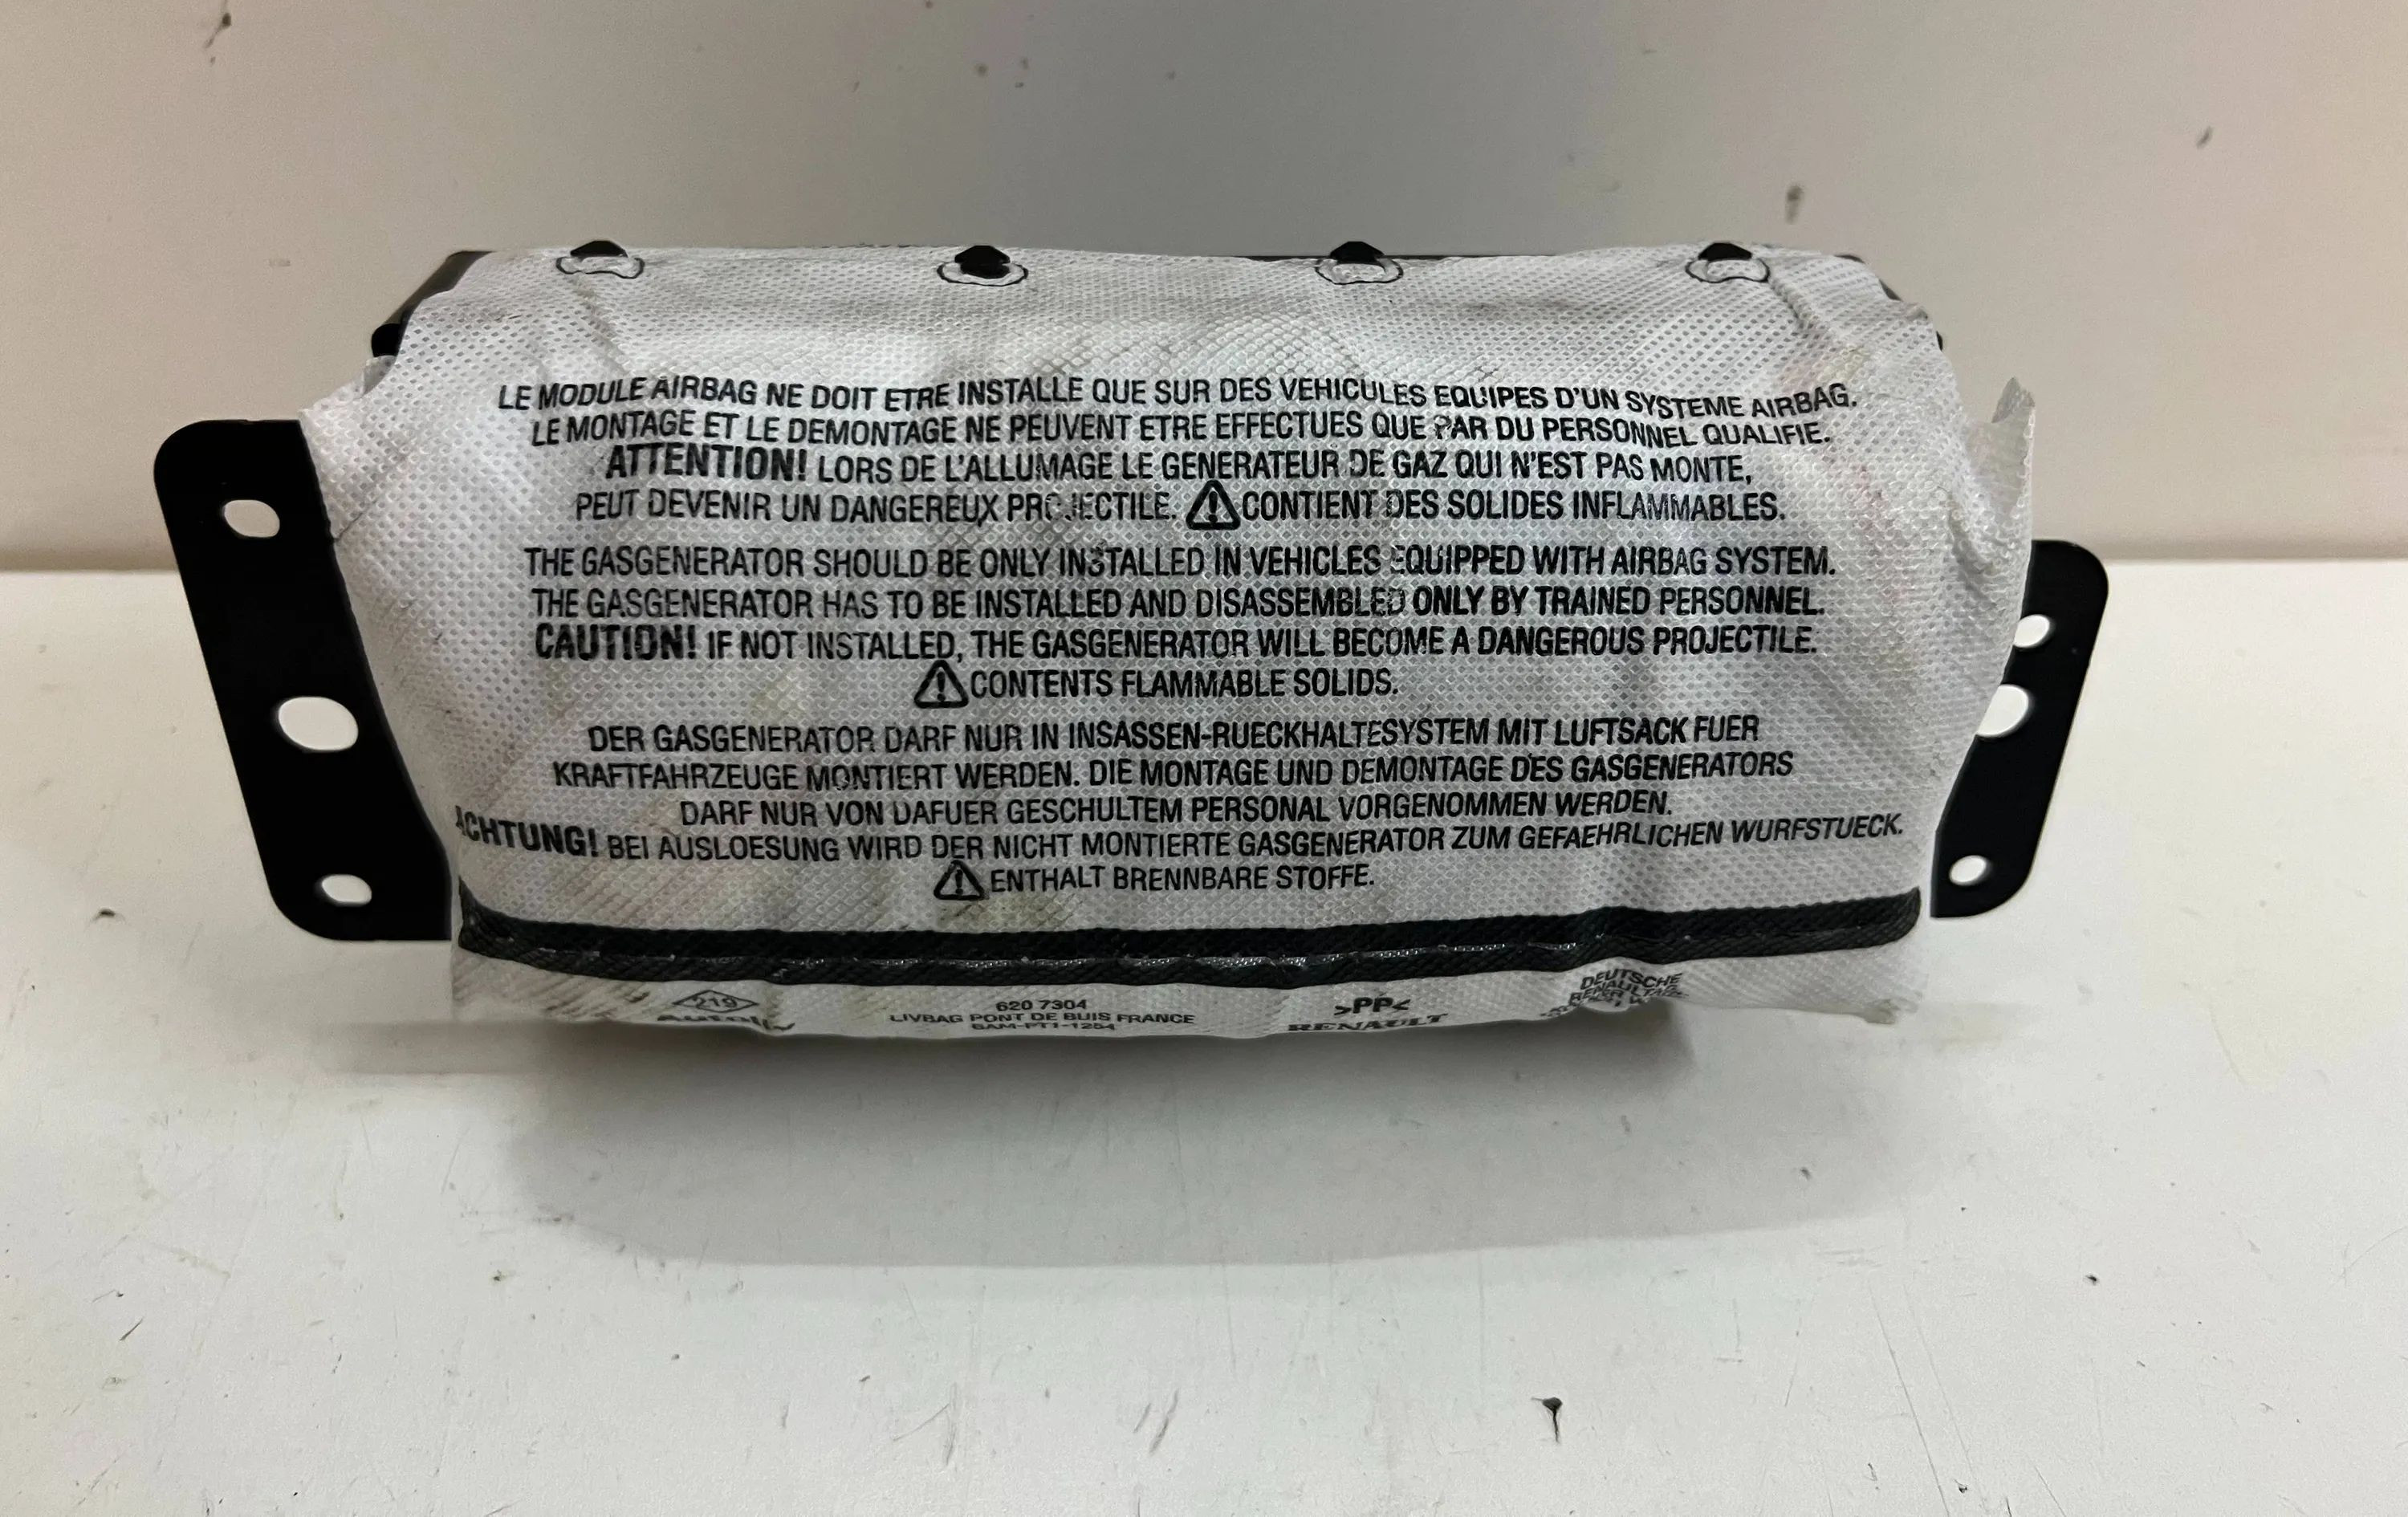 LE MODULE AIRBAG NE DOIT ETRE INSTALLE QUE SUR DES VEHICULES EQUIPES D'UN SYSTEME AIRBAG.
LE MONTAGE ET LE DEMONTAGE NE PEUVENT ETRE EFFECTUES QUE PAR DU PERSONNEL QUALIFIE.
ATTENTION! LORS DE L'ALLUMAGE LE GENERATEUR DE GAZ QUI N'EST PAS MONTE,
PEUT DEVENIR UN DANGEREUX PROJECTILE. ⚠CONTIENT DES SOLIDES INFLAMMABLES.
THE GASGENERATOR SHOULD BE ONLY INSTALLED IN VEHICLES EQUIPPED WITH AIRBAG SYSTEM.
THE GASGENERATOR HAS TO BE INSTALLED AND DISASSEMBLED ONLY BY TRAINED PERSONNEL.
CAUTION! IF NOT INSTALLED, THE GASGENERATOR WILL BECOME A DANGEROUS PROJECTILE.
⚠CONTENTS FLAMMABLE SOLIDS.
DER GASGENERATOR DARF NUR IN INSASSEN-RUECKHALTESYSTEM MIT LUFTSACK FUER
KRAFTFAHRZEUGE MONTIERT WERDEN. DIE MONTAGE UND DEMONTAGE DES GASGENERATORS
DARF NUR VON DAFUER GESCHULTEM PERSONAL VORGENOMMEN WERDEN.
ACHTUNG! BEI AUSLOESUNG WIRD DER NICHT MONTIERTE GASGENERATOR ZUM GEFAEHRLICHEN WURFSTUECK.
⚠ENTHALT BRENNBARE STOFFE.
219
Autoliv
620 7304
LIVBAG PONT DE BUIS FRANCE
BAM-PT1-1254
>PP<
RENAULT
DEUTSCHE
RENAULT AG